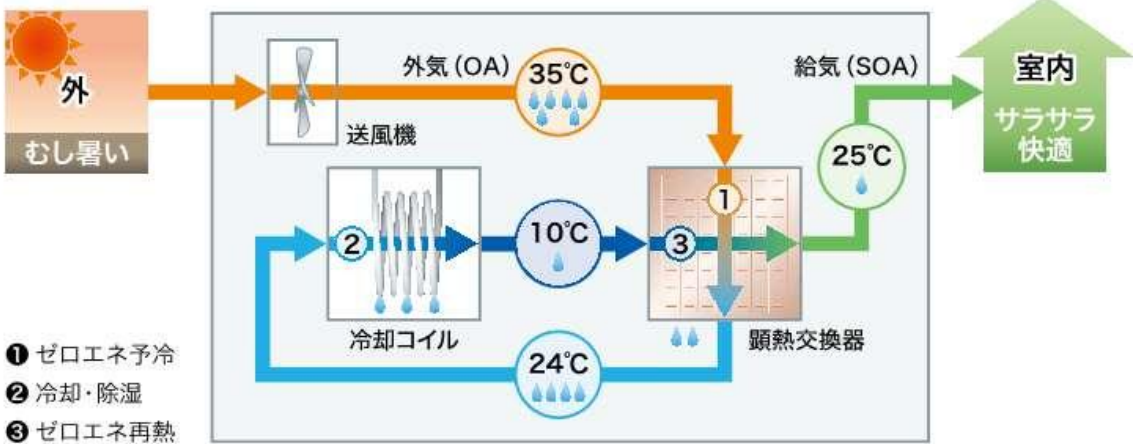 外
むし暑い
送風機
外気(OA)
35℃
給気(SOA)
室内
サラサラ
快適
25℃
①
②
10℃
③
冷却コイル
顕熱交換器
24℃
❶ ゼロエネ予冷
❷ 冷却・除湿
❸ ゼロエネ再熱